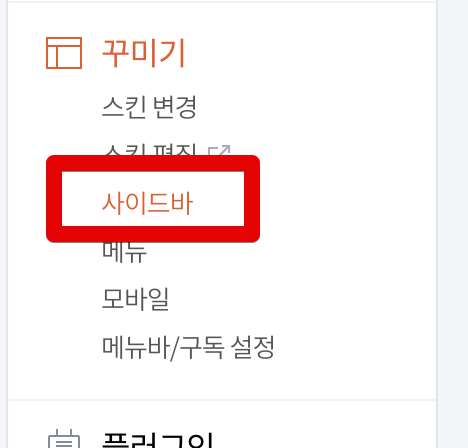 꾸미기
스킨 변경
스킨 편집
사이드바
메뉴
모바일
메뉴바/구독 설정
플러그인